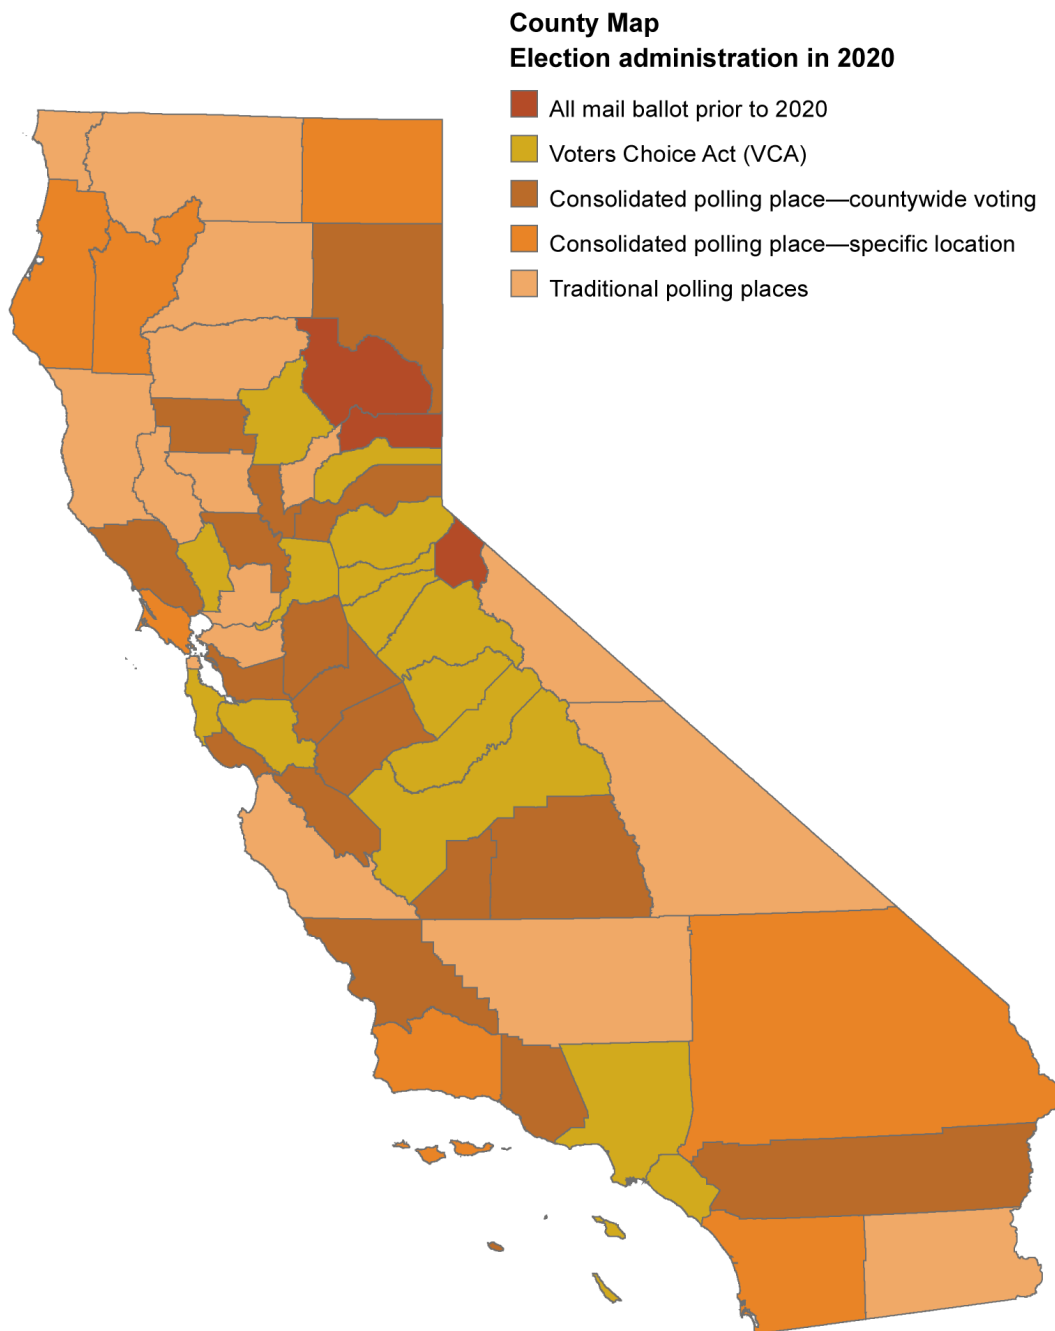 County Map
Election administration in 2020
All mail ballot prior to 2020
Voters Choice Act (VCA)
Consolidated polling place—countywide voting
Consolidated polling place—specific location
Traditional polling places